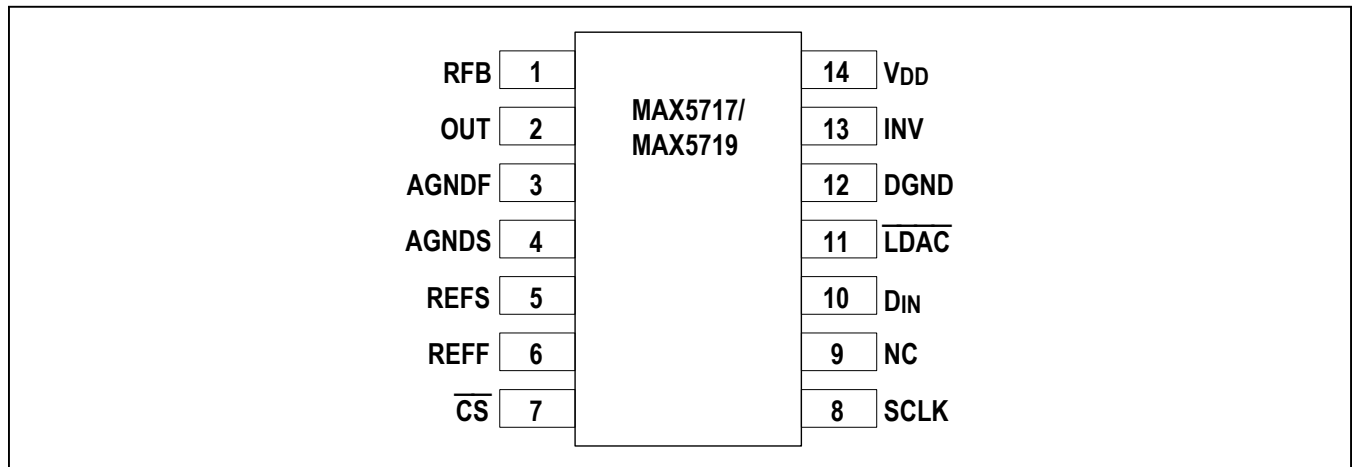 MAX5717/
MAX5719
RFB 1
OUT 2
AGNDF 3
AGNDS 4
REFS 5
REFF 6
CS 7
14 VDD
13 INV
12 DGND
11 LDAC
10 DIN
9 NC
8 SCLK